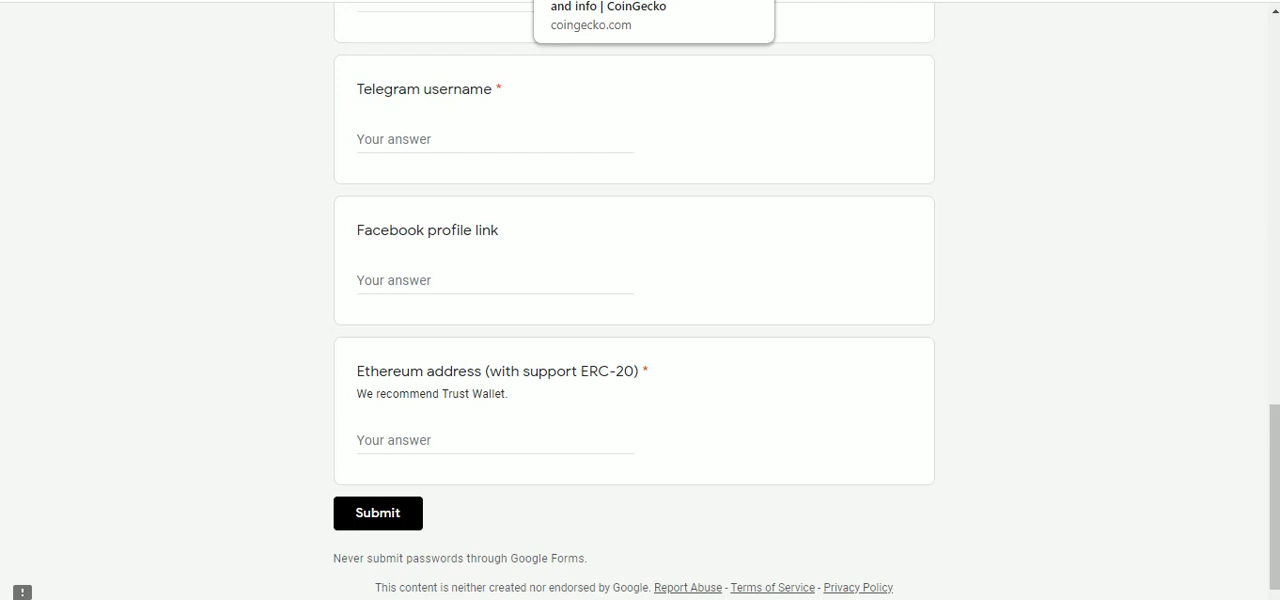 and info | CoinGecko
coingecko.com
Telegram username *
Your answer
Facebook profile link
Your answer
Ethereum address (with support ERC-20) *
We recommend Trust Wallet.
Your answer
Submit
Never submit passwords through Google Forms.
This content is neither created nor endorsed by Google. Report Abuse - Terms of Service - Privacy Policy
!